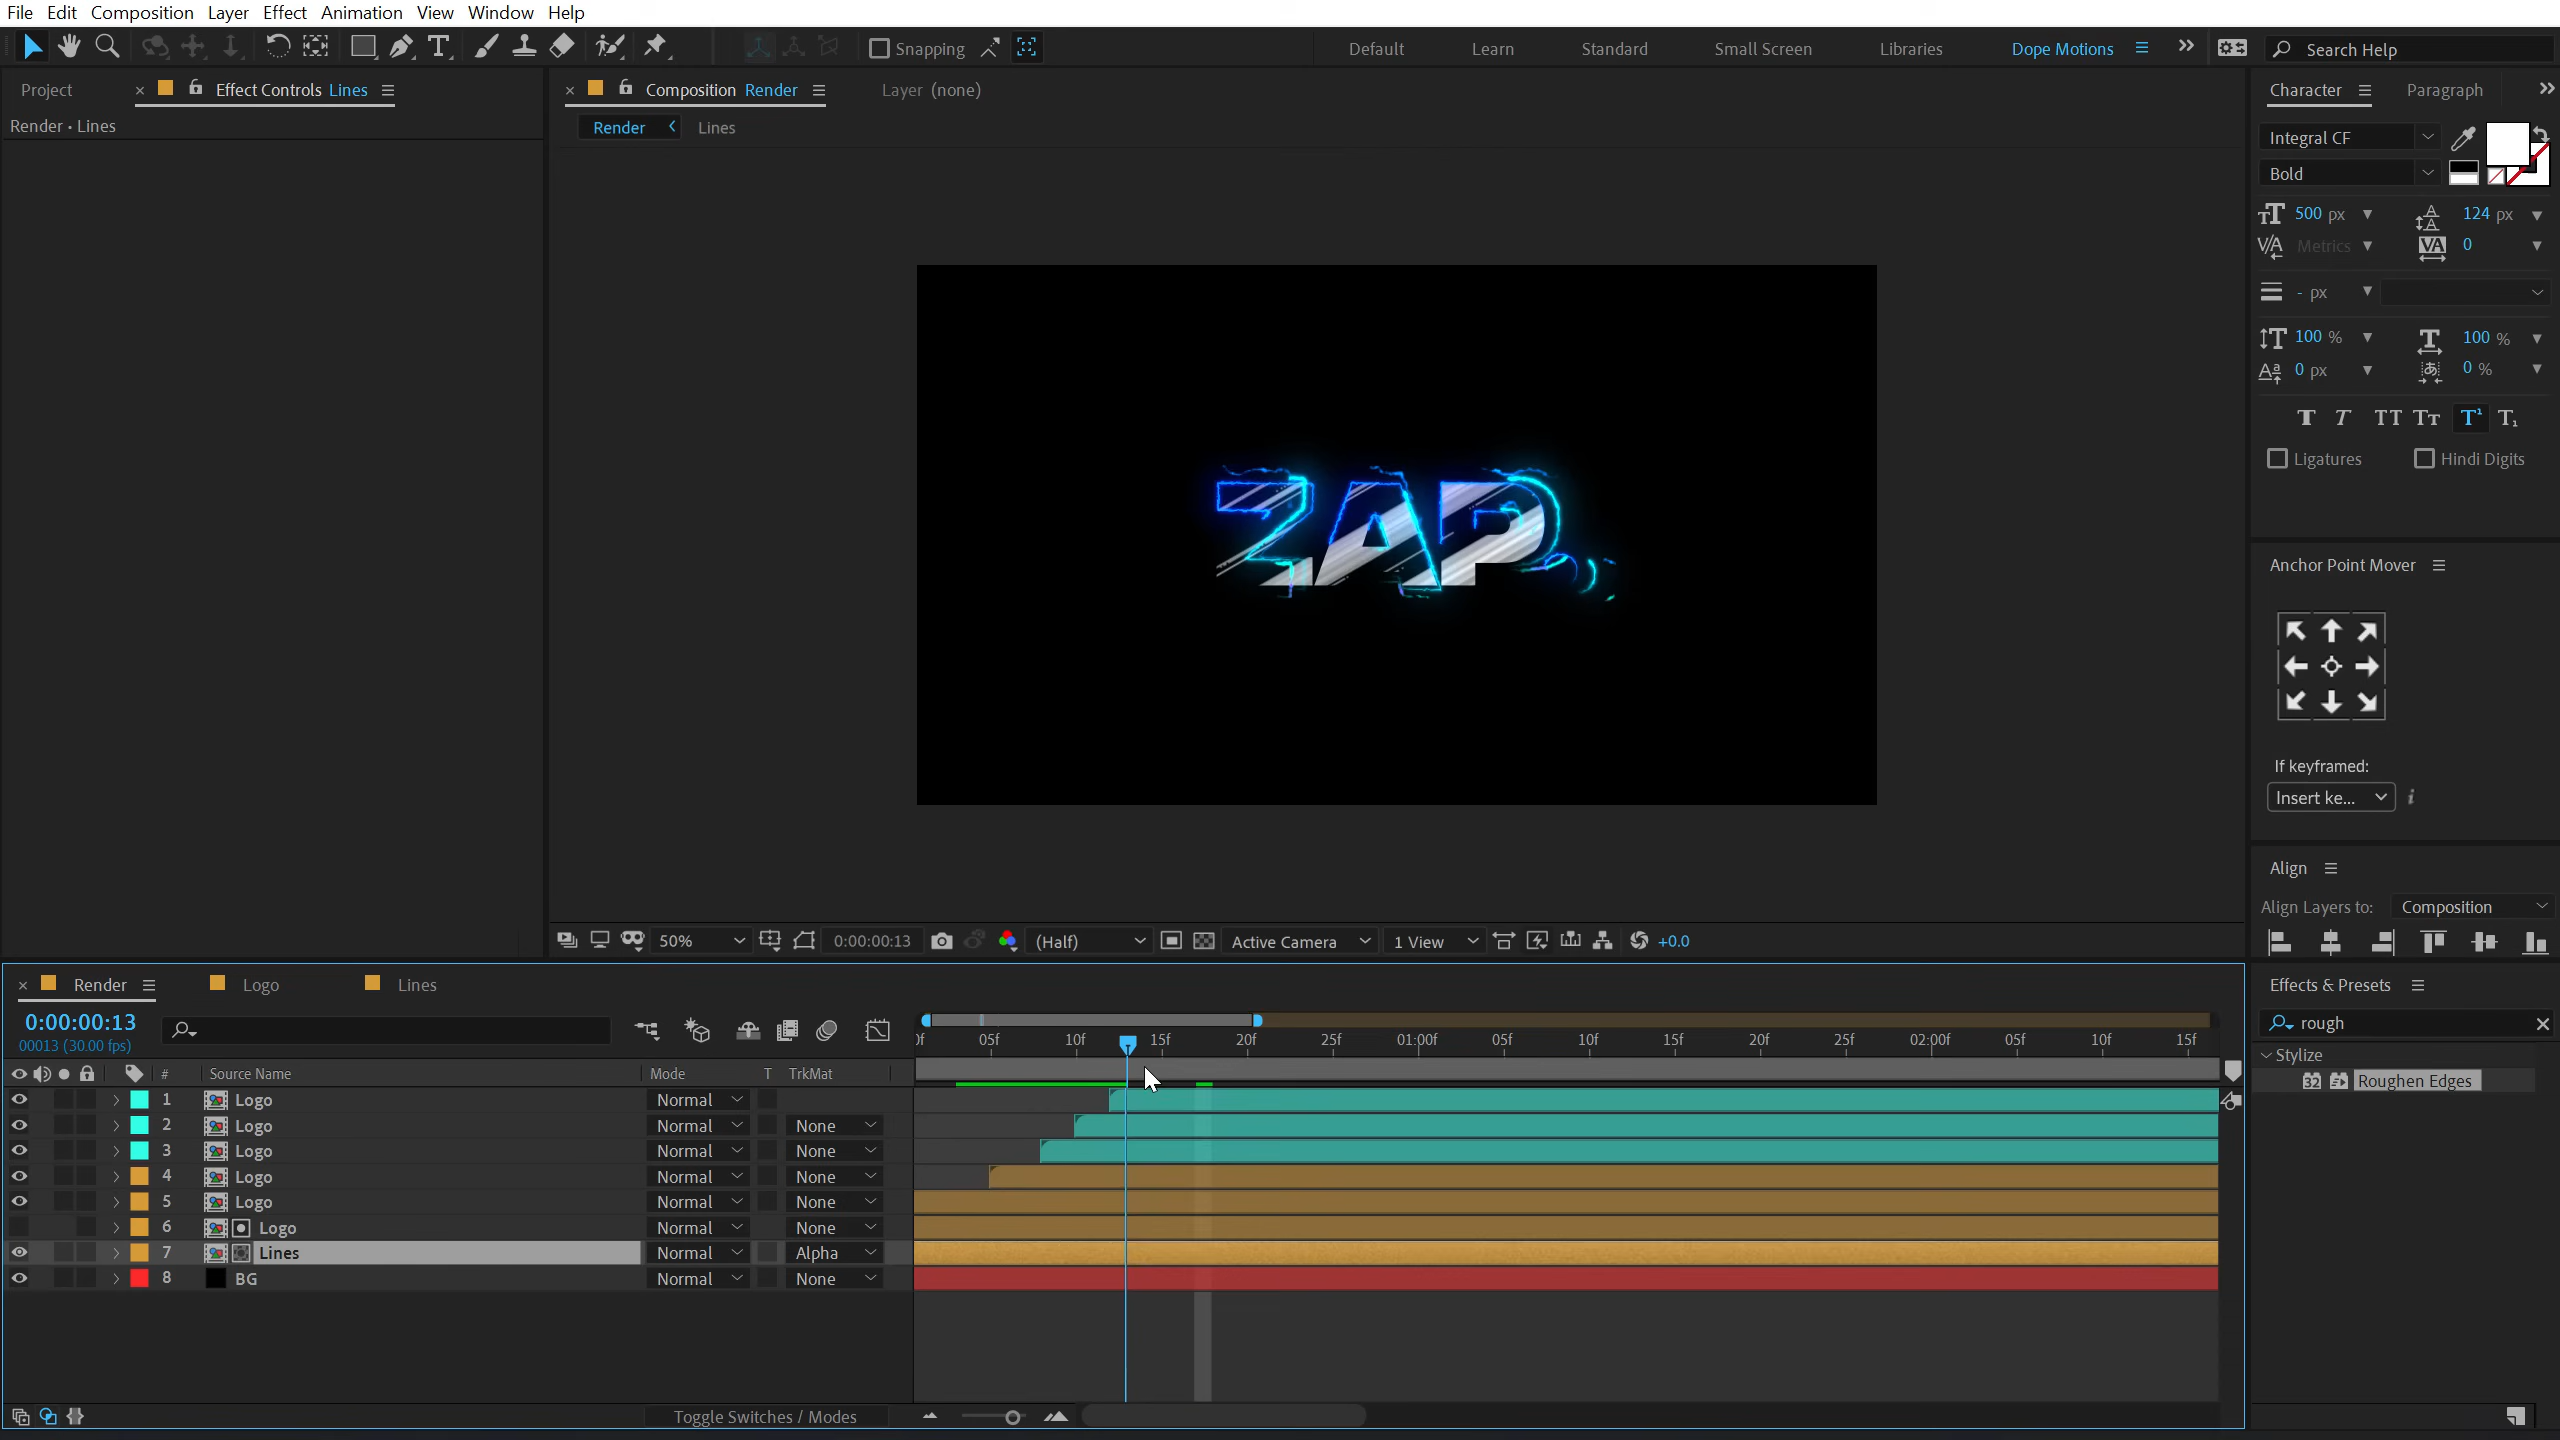 File Edit Composition Layer Effect Animation View Window Help
Snapping
Default Learn Standard Small Screen Libraries Dope Motions Search Help
Project Effect Controls Lines
Render • Lines
Composition Render Layer (none)
Render Lines
ZAP
50% 0:00:00:13 (Half) Active Camera 1 View +0.0
Character Paragraph
Integral CF
Bold
500 px 124 px
Metrics 0
- px
100 % 100 %
0 px 0 %
Ligatures Hindi Digits
Anchor Point Mover
If keyframed:
Insert ke...
Align
Align Layers to: Composition
Effects & Presets
rough
Stylize
32 Roughen Edges
Render Logo Lines
0:00:00:13
00013 (30.00 fps)
05f 10f 15f 20f 25f 01:00f 05f 10f 15f 20f 25f 02:00f 05f 10f 15f
# Source Name Mode T TrkMat
1 Logo Normal
2 Logo Normal None
3 Logo Normal None
4 Logo Normal None
5 Logo Normal None
6 Logo Normal None
7 Lines Normal Alpha
8 BG Normal None
Toggle Switches / Modes